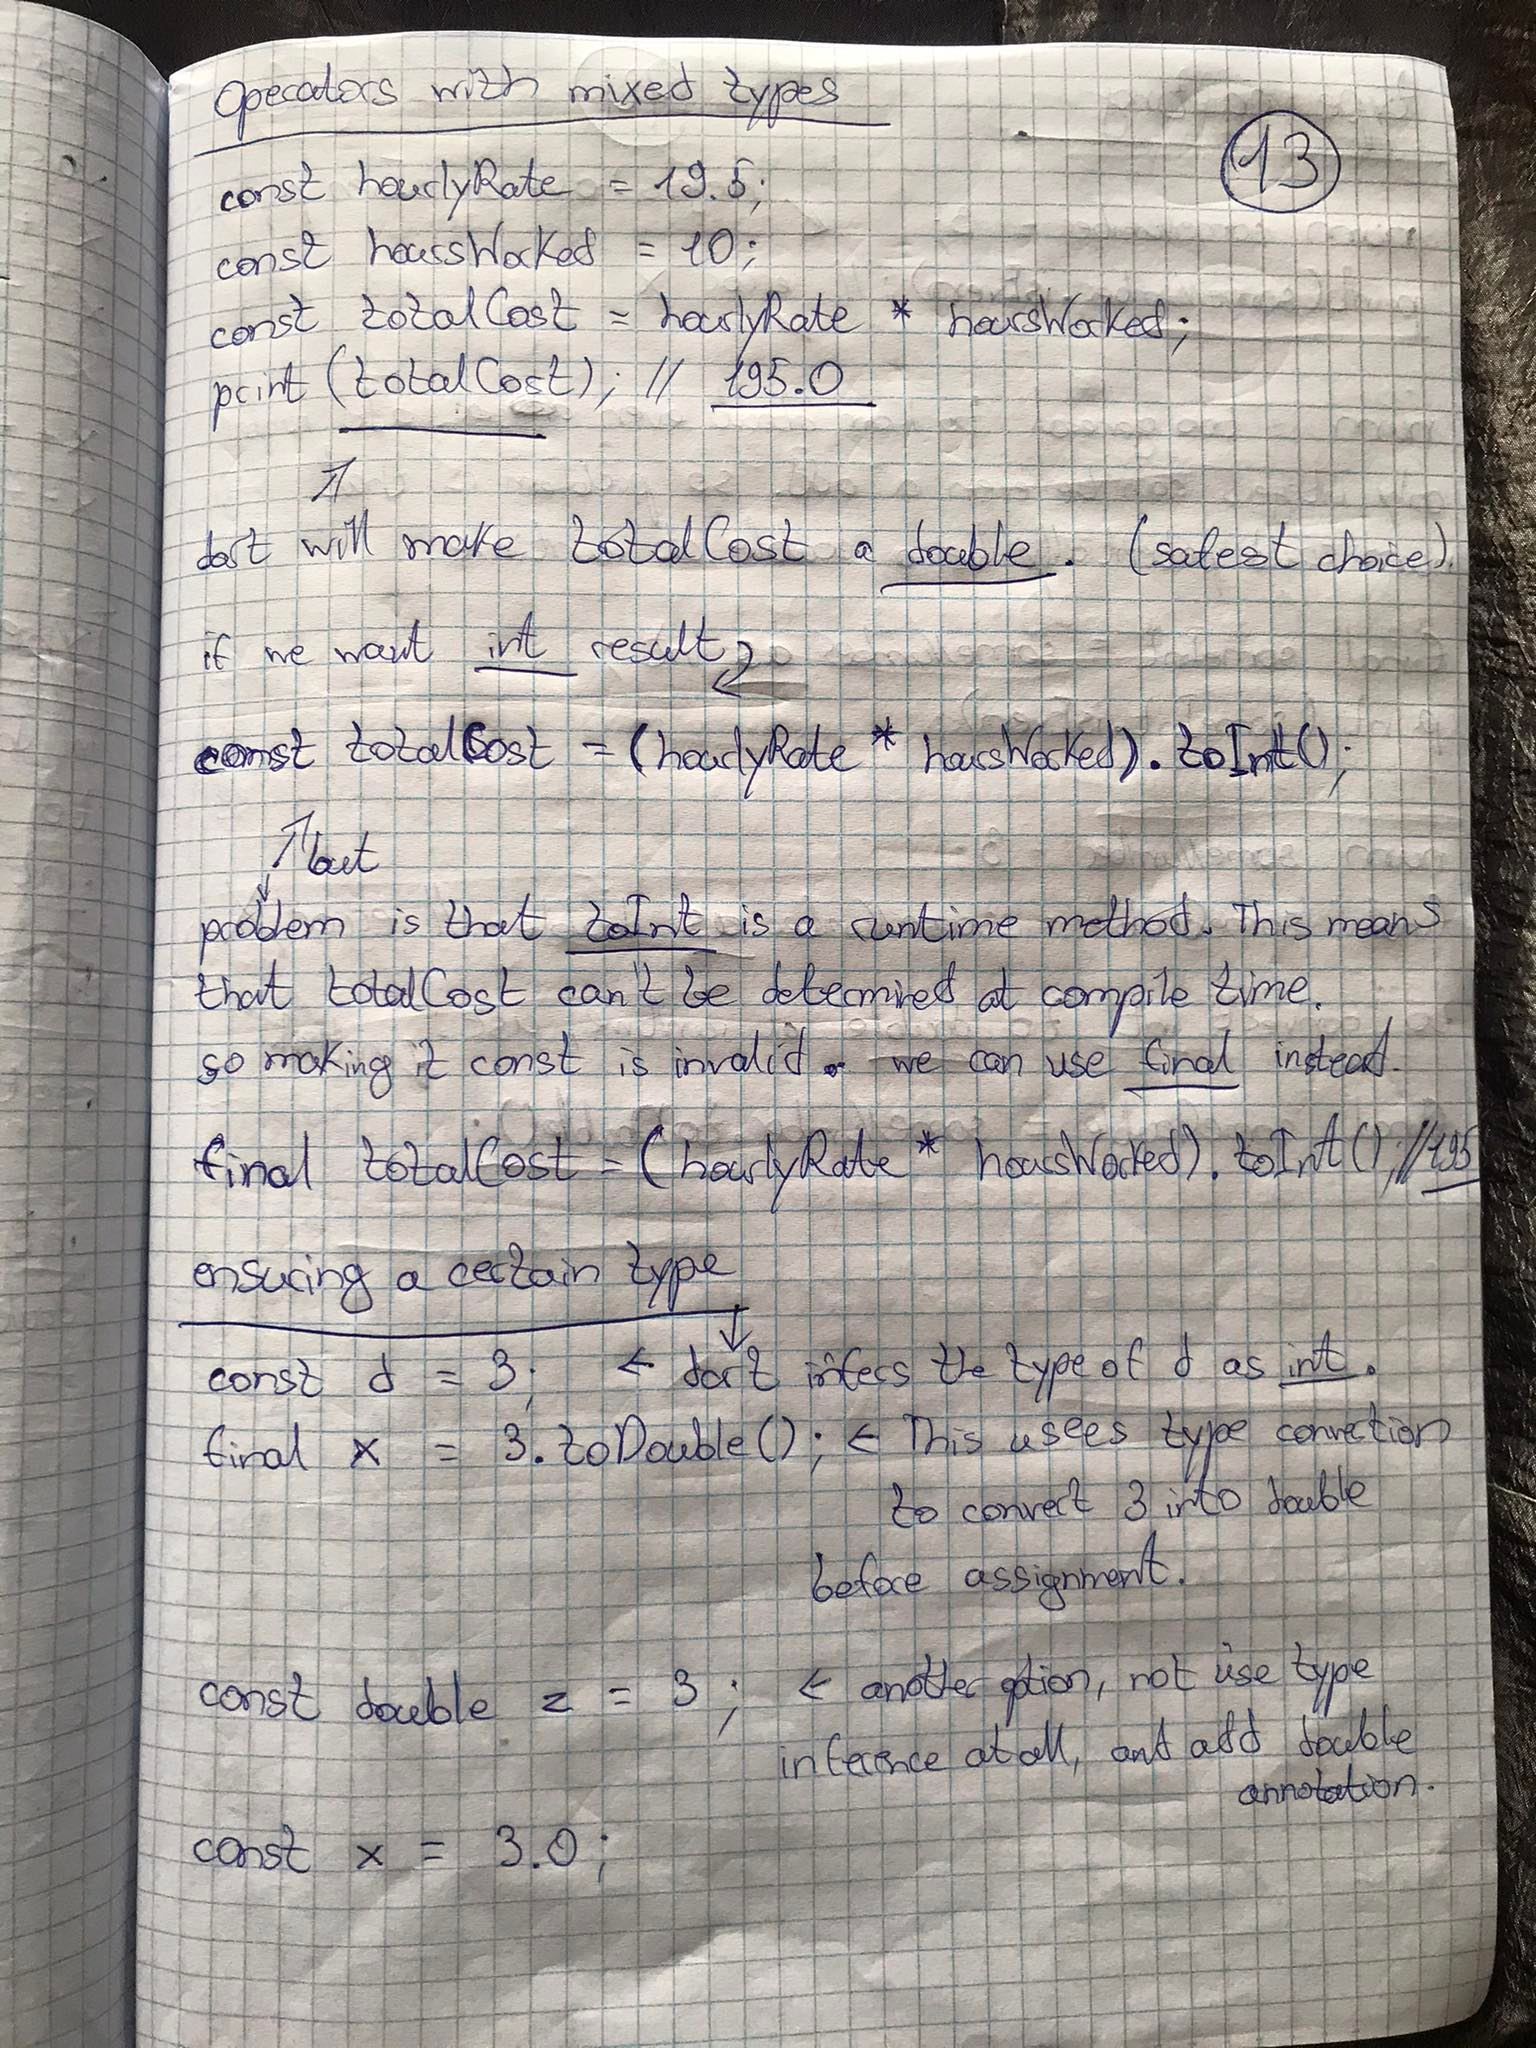 Operators with mixed types
13
const hourlyRate = 19.5;
const hoursWorked = 10;
const totalCost = hourlyRate * hoursWorked;
print (totalCost); // 195.0
dart will make totalCost a double. (safest choice).
if we want int result
const totalCost = (hourlyRate * hoursWorked).toInt();
but
problem is that toInt is a runtime method. This means
that totalCost can't be determined at compile time.
so making it const is invalid. we can use final instead.
final totalCost = (hourlyRate * hoursWorked).toInt(); // 195
ensuring a certain type
const d = 3; ← dart infers the type of d as int.
final x = 3.toDouble(); ← This usees type convertion
to convert 3 into double
before assignment.
const double z = 3; ← another option, not use type
inference at all, and add double
annotation.
const x = 3.0;